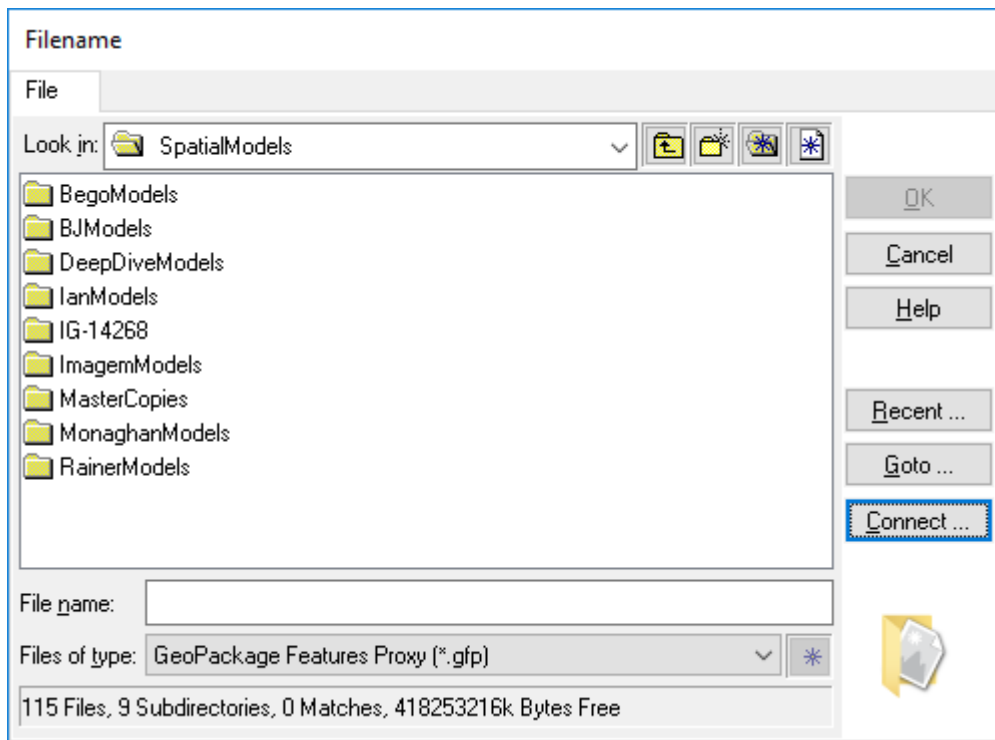 Filename
File
Look in: SpatialModels
BegoModels
BJModels
DeepDiveModels
IanModels
IG-14268
ImagemModels
MasterCopies
MonaghanModels
RainerModels
OK
Cancel
Help
Recent ...
Goto ...
Connect ...
File name:
Files of type: GeoPackage Features Proxy (*.gfp)
115 Files, 9 Subdirectories, 0 Matches, 418253216k Bytes Free